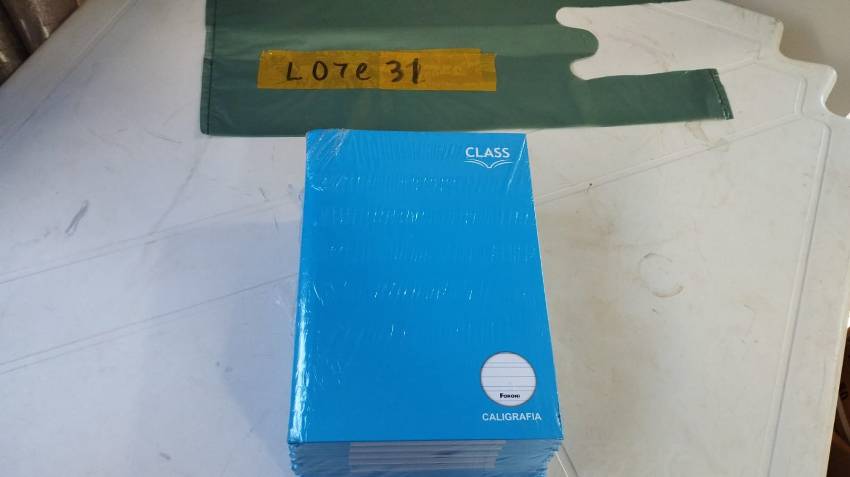 LOTe 31
CLASS
FORONI
CALIGRAFIA